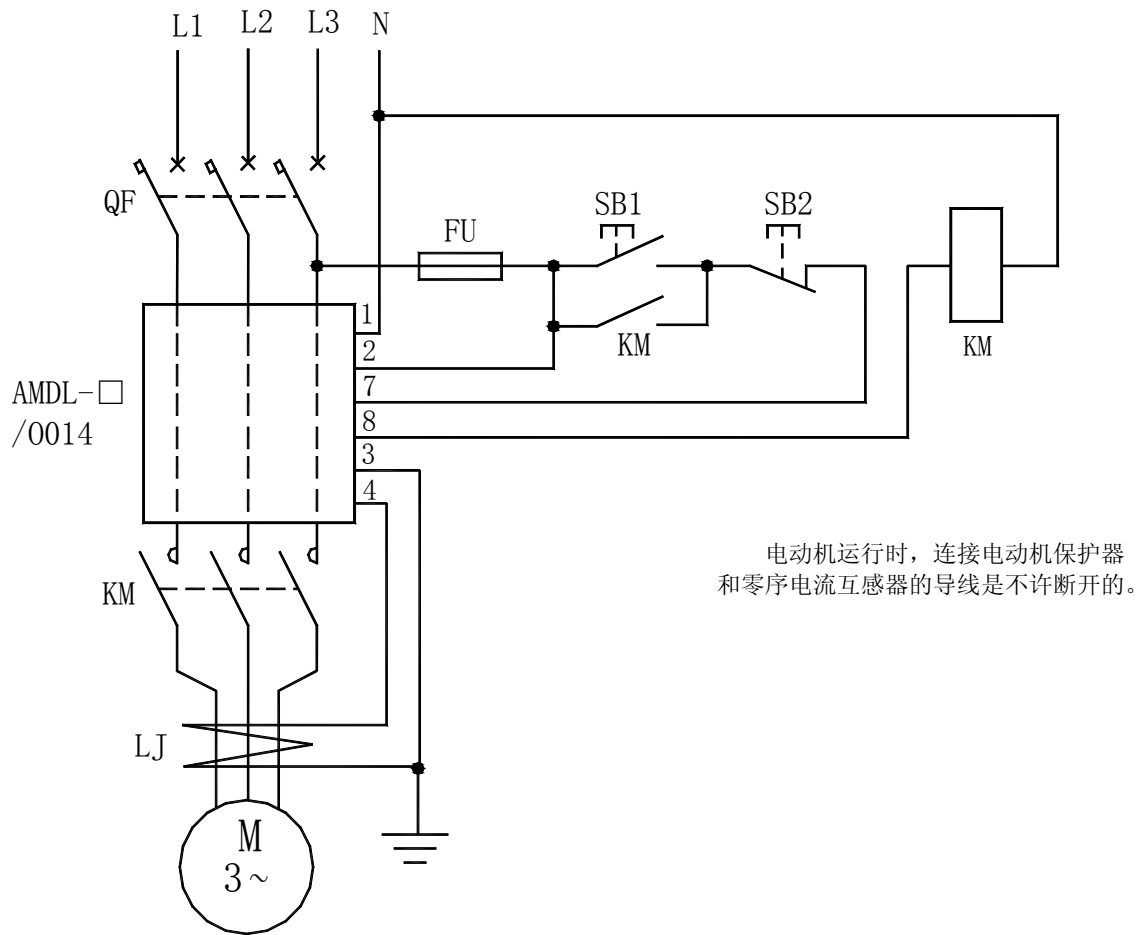 L1 L2 L3 N
QF
FU
SB1
SB2
KM
KM
AMDL-□
/0014
1
2
7
8
3
4
电动机运行时，连接电动机保护器
和零序电流互感器的导线是不许断开的。
KM
LJ
M
3~